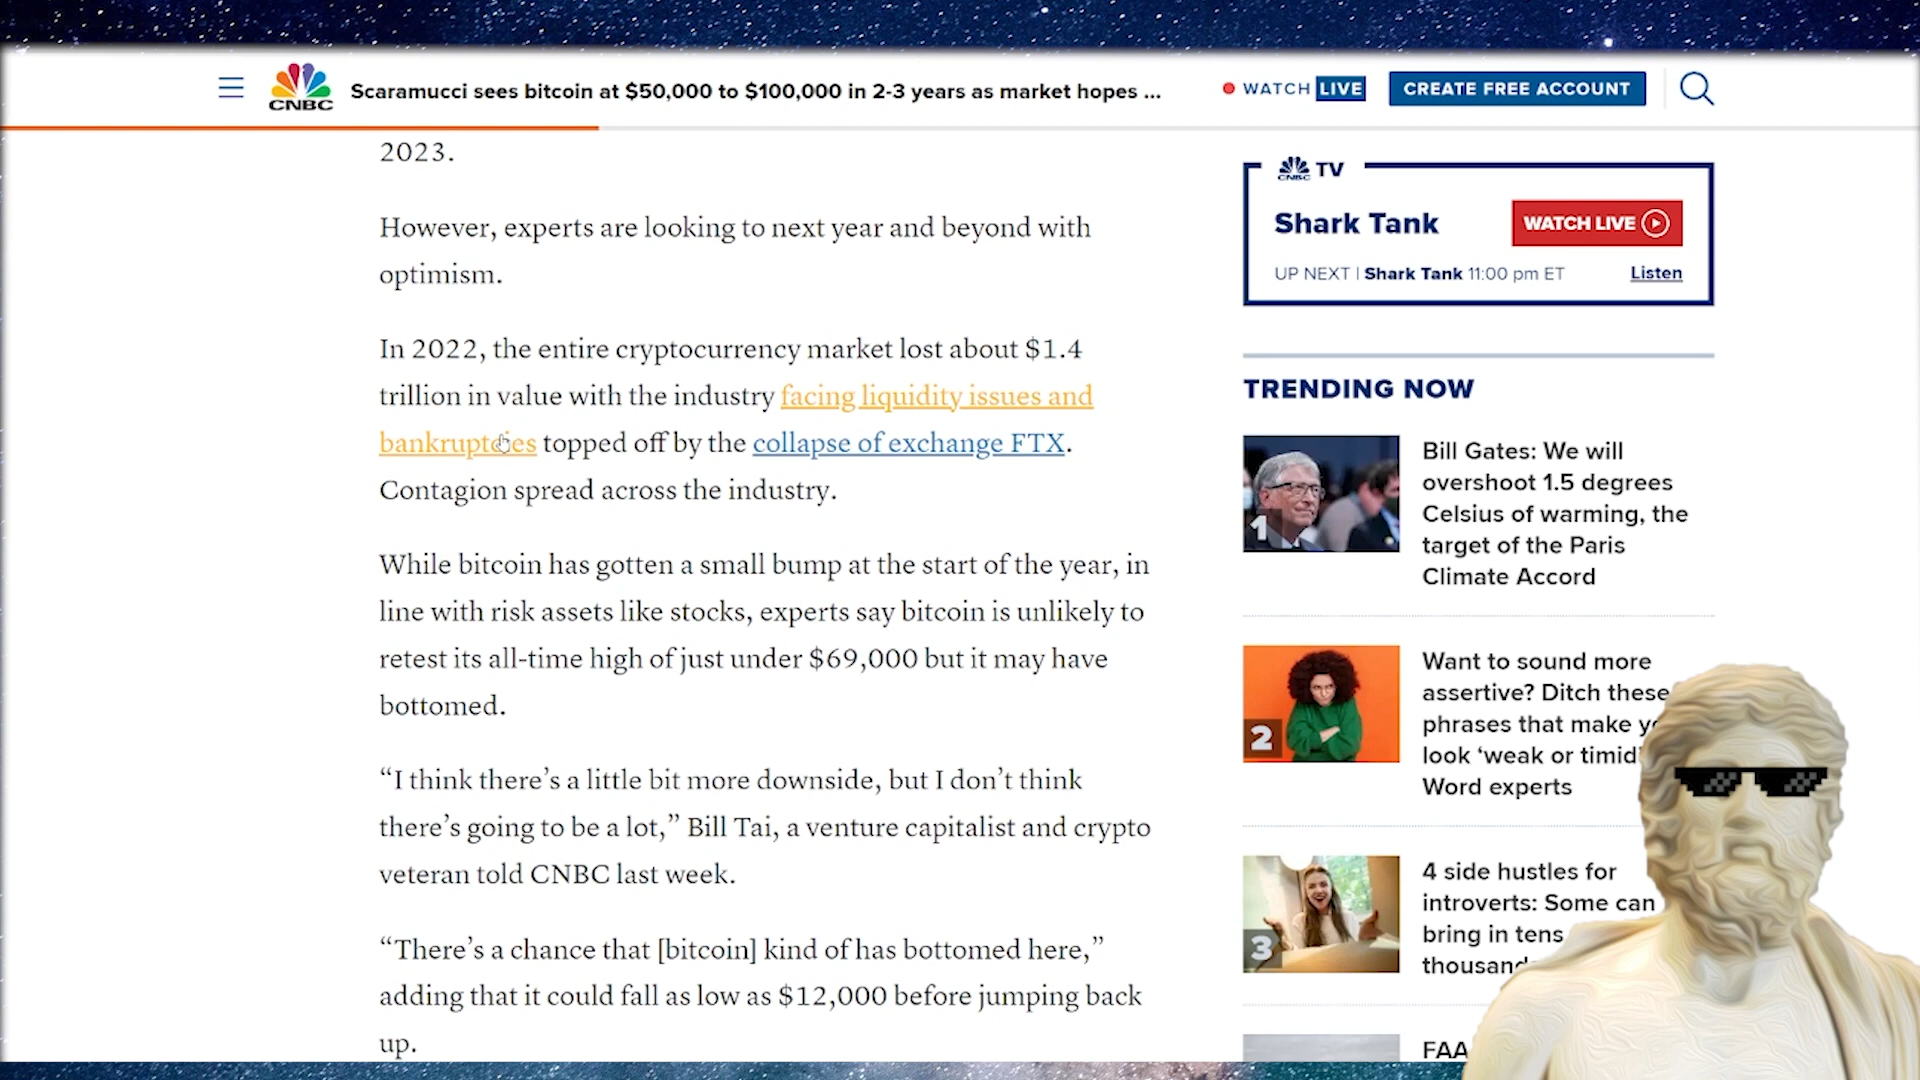 CNBC
Scaramucci sees bitcoin at $50,000 to $100,000 in 2-3 years as market hopes ...
WATCH LIVE
CREATE FREE ACCOUNT
2023.
However, experts are looking to next year and beyond with
optimism.
In 2022, the entire cryptocurrency market lost about $1.4
trillion in value with the industry facing liquidity issues and
bankruptcies topped off by the collapse of exchange FTX.
Contagion spread across the industry.
While bitcoin has gotten a small bump at the start of the year, in
line with risk assets like stocks, experts say bitcoin is unlikely to
retest its all-time high of just under $69,000 but it may have
bottomed.
“I think there’s a little bit more downside, but I don’t think
there’s going to be a lot,” Bill Tai, a venture capitalist and crypto
veteran told CNBC last week.
“There’s a chance that [bitcoin] kind of has bottomed here,”
adding that it could fall as low as $12,000 before jumping back
up.
CNBC TV
Shark Tank
WATCH LIVE
UP NEXT | Shark Tank 11:00 pm ET
Listen
TRENDING NOW
1
Bill Gates: We will
overshoot 1.5 degrees
Celsius of warming, the
target of the Paris
Climate Accord
2
Want to sound more
assertive? Ditch these
phrases that make
look ‘weak or timid’
Word experts
3
4 side hustles for
introverts: Some can
bring in tens
FAA